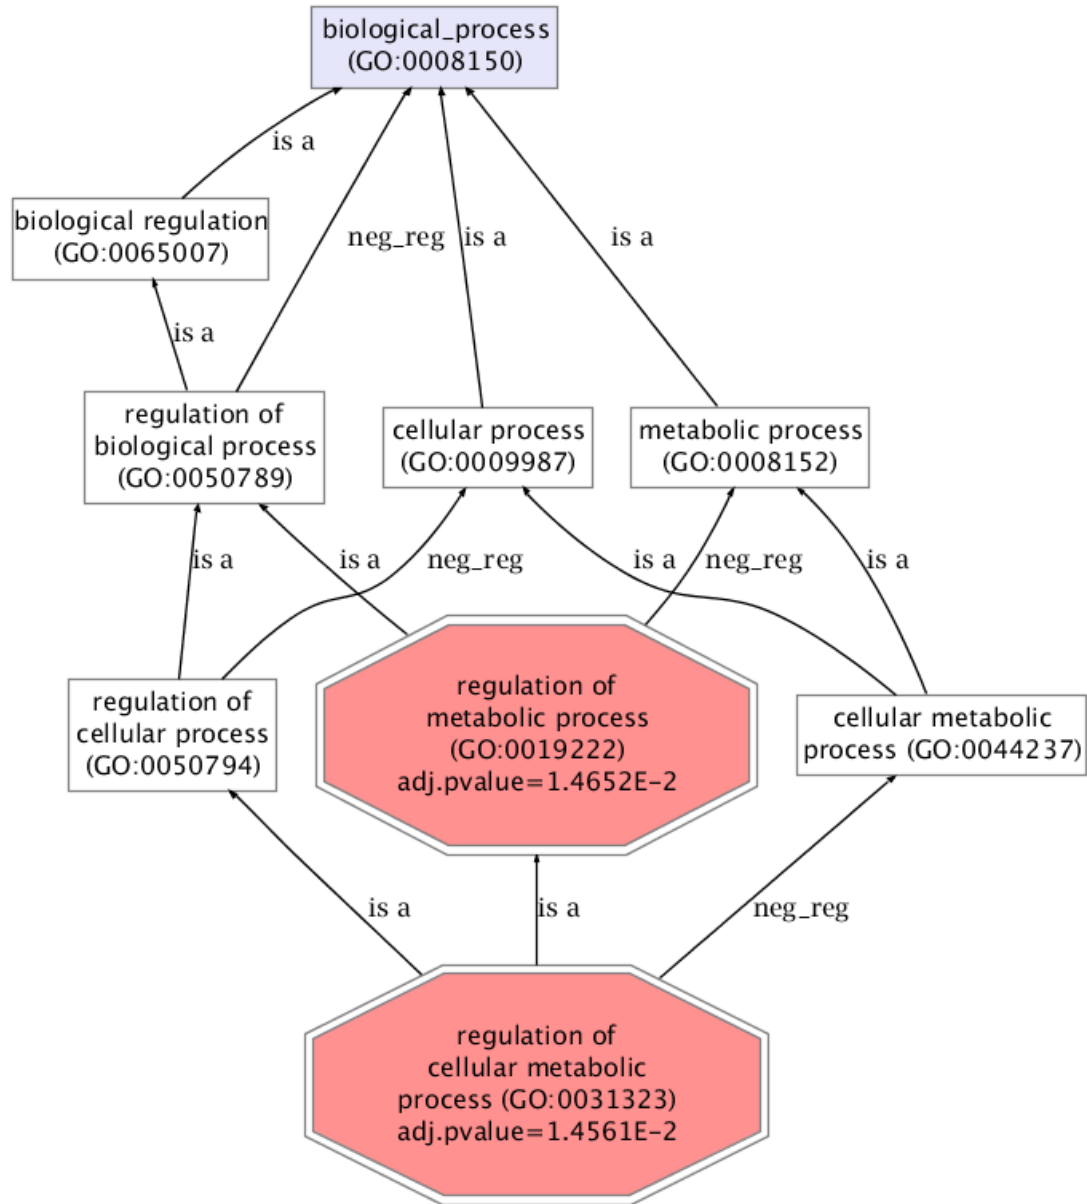 biological_process
(GO:0008150)
is a
biological regulation
(GO:0065007)
neg_reg
is a
is a
is a
regulation of
biological process
(GO:0050789)
cellular process
(GO:0009987)
metabolic process
(GO:0008152)
is a
is a
neg_reg
is a
neg_reg
is a
regulation of
cellular process
(GO:0050794)
regulation of
metabolic process
(GO:0019222)
adj.pvalue=1.4652E-2
cellular metabolic
process (GO:0044237)
is a
is a
neg_reg
regulation of
cellular metabolic
process (GO:0031323)
adj.pvalue=1.4561E-2